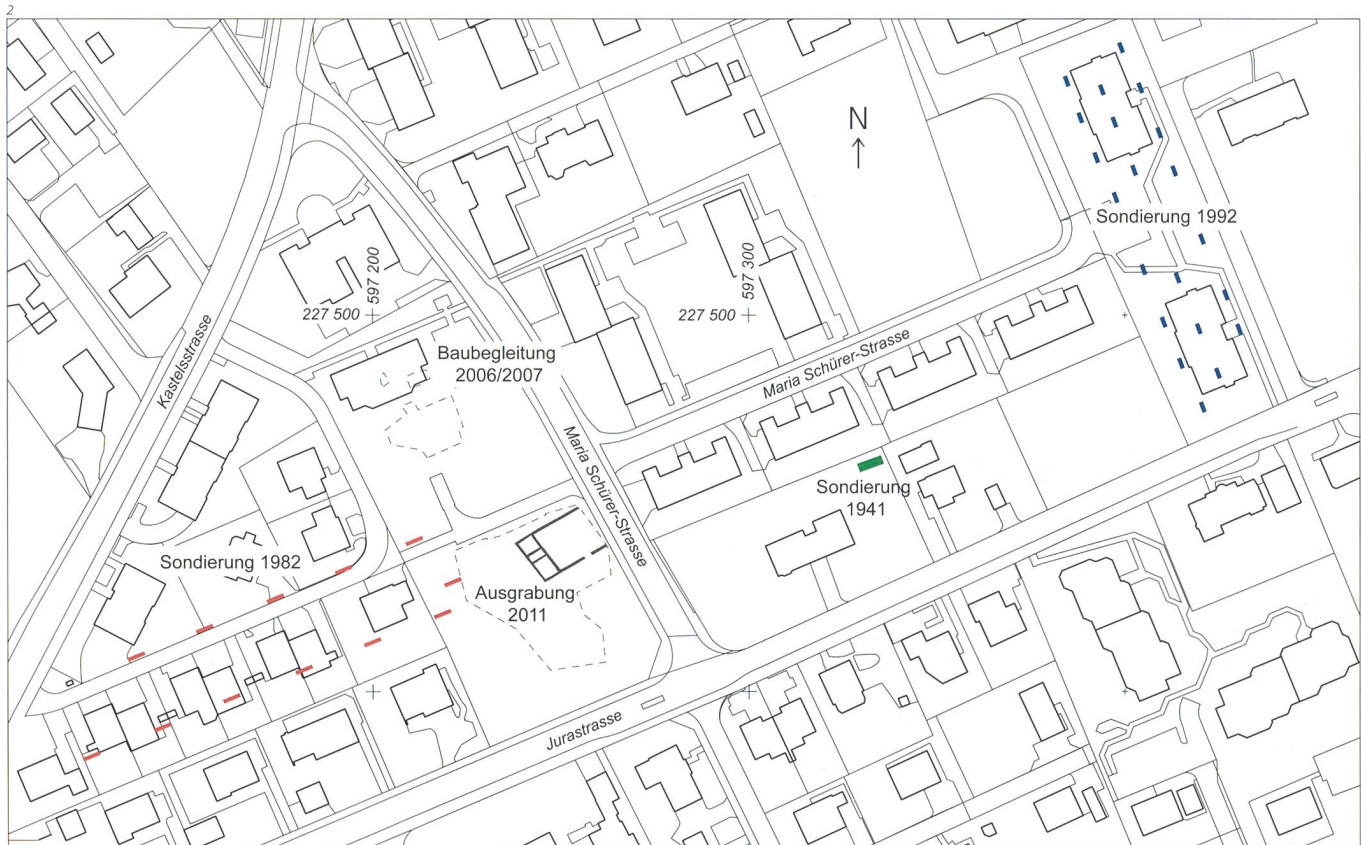 2
N
Sondierung 1992
597 200
227 500
597 300
227 500
Kastelsstrasse
Baubegleitung
2006/2007
Maria Schürer-Strasse
Maria Schürer-Strasse
Sondierung
1941
Sondierung 1982
Ausgrabung
2011
Jurastrasse